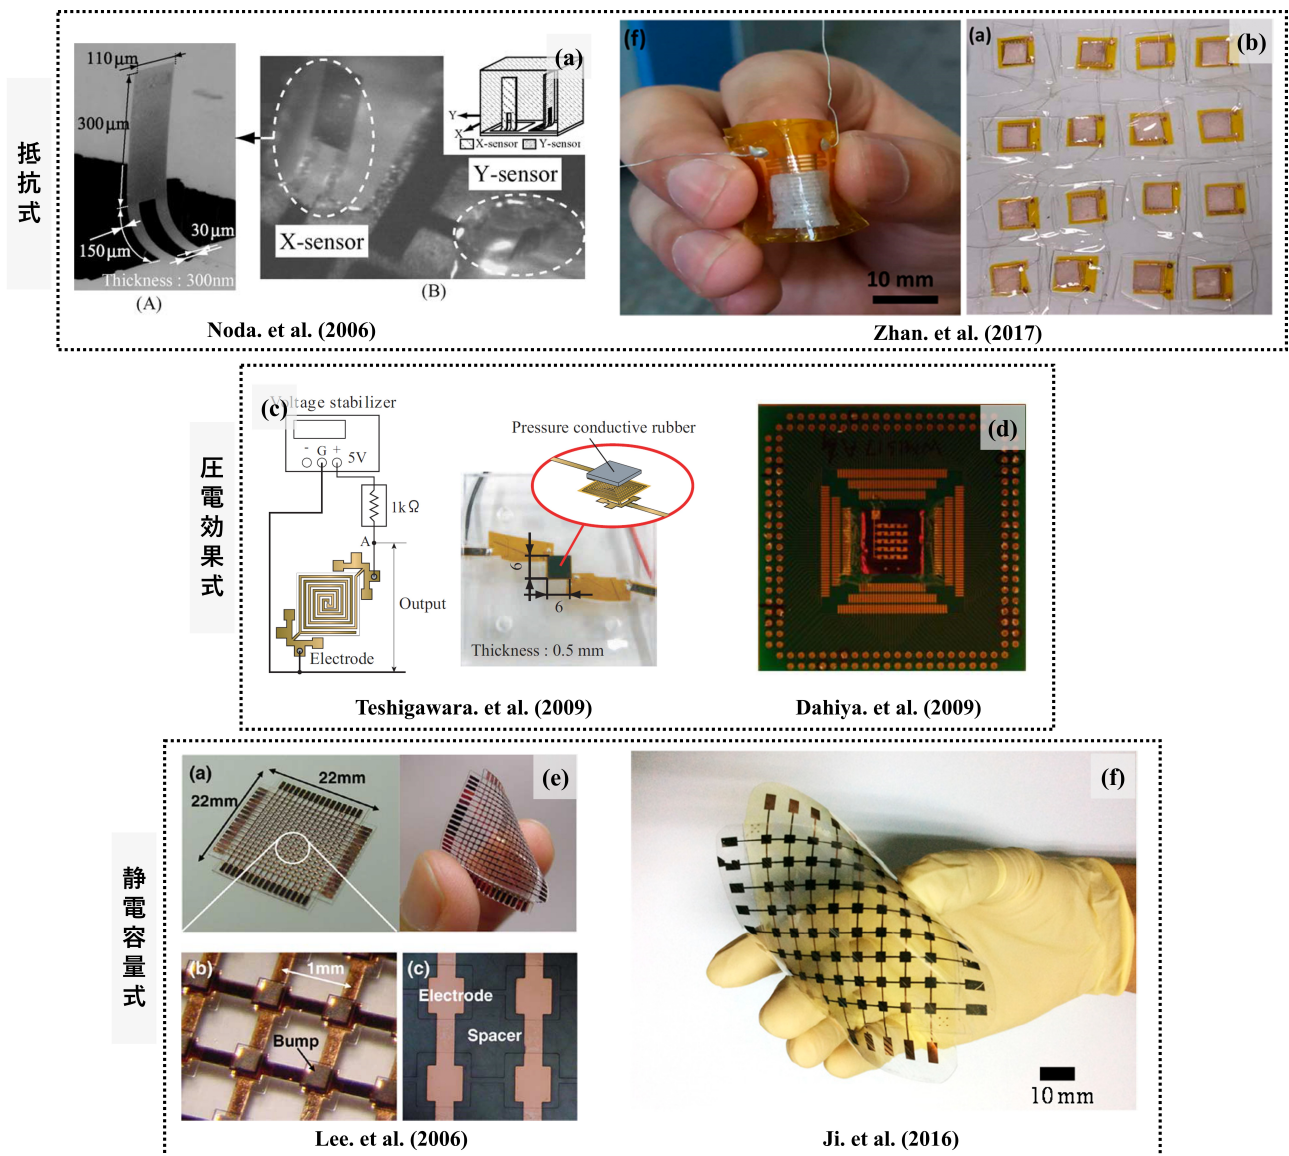 抵抗式
110μm
300μm
150μm
30μm
Thickness : 300nm
(A)
(a)
Y
X
X-sensor Y-sensor
Y-sensor
X-sensor
(B)
Noda. et al. (2006)
(f)
10 mm
(a)
(b)
Zhan. et al. (2017)
圧電効果式
(c)
Voltage stabilizer
- G +
5V
1kΩ
A
Output
Electrode
Pressure conductive rubber
6
6
Thickness : 0.5 mm
Teshigawara. et al. (2009)
(d)
Dahiya. et al. (2009)
静電容量式
(a)
22mm
22mm
(e)
(b)
1mm
Bump
(c)
Electrode
Spacer
Lee. et al. (2006)
(f)
10 mm
Ji. et al. (2016)